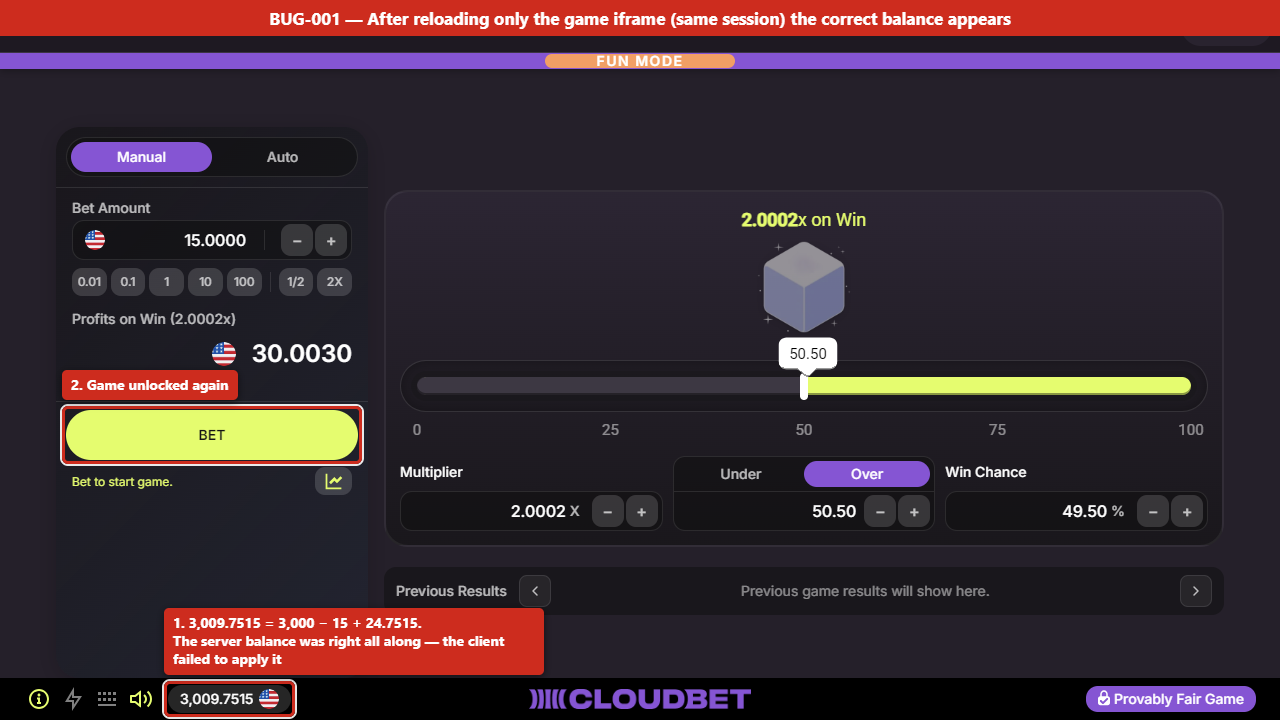 BUG-001 — After reloading only the game iframe (same session) the correct balance appears
FUN MODE
Manual Auto
Bet Amount
15.0000 − +
0.01 0.1 1 10 100 1/2 2X
Profits on Win (2.0002x)
30.0030
2. Game unlocked again
BET
Bet to start game.
2.0002x on Win
50.50
0 25 50 75 100
Multiplier Under Over Win Chance
2.0002 X − + 50.50 − + 49.50 % − +
Previous Results Previous game results will show here.
1. 3,009.7515 = 3,000 − 15 + 24.7515.
The server balance was right all along — the client
failed to apply it
3,009.7515 CLOUDBET Provably Fair Game